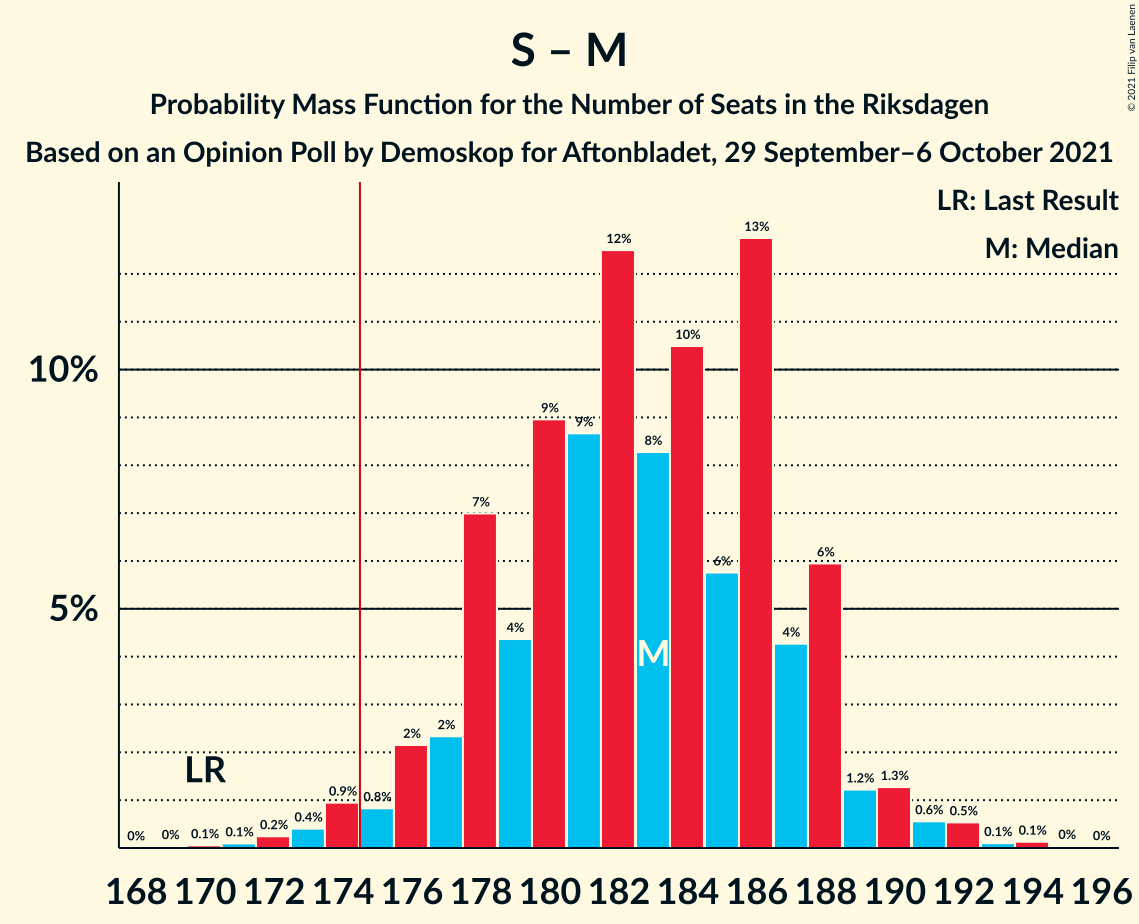 S – M
Probability Mass Function for the Number of Seats in the Riksdagen
Based on an Opinion Poll by Demoskop for Aftonbladet, 29 September–6 October 2021
© 2021 Filip van Laenen
LR: Last Result
M: Median
10%
5%
LR
M
0% 0% 0.1% 0.1% 0.2% 0.4% 0.9% 0.8% 2% 2% 7% 4% 9% 9% 12% 8% 10% 6% 13% 4% 6% 1.2% 1.3% 0.6% 0.5% 0.1% 0.1% 0% 0%
168 170 172 174 176 178 180 182 184 186 188 190 192 194 196